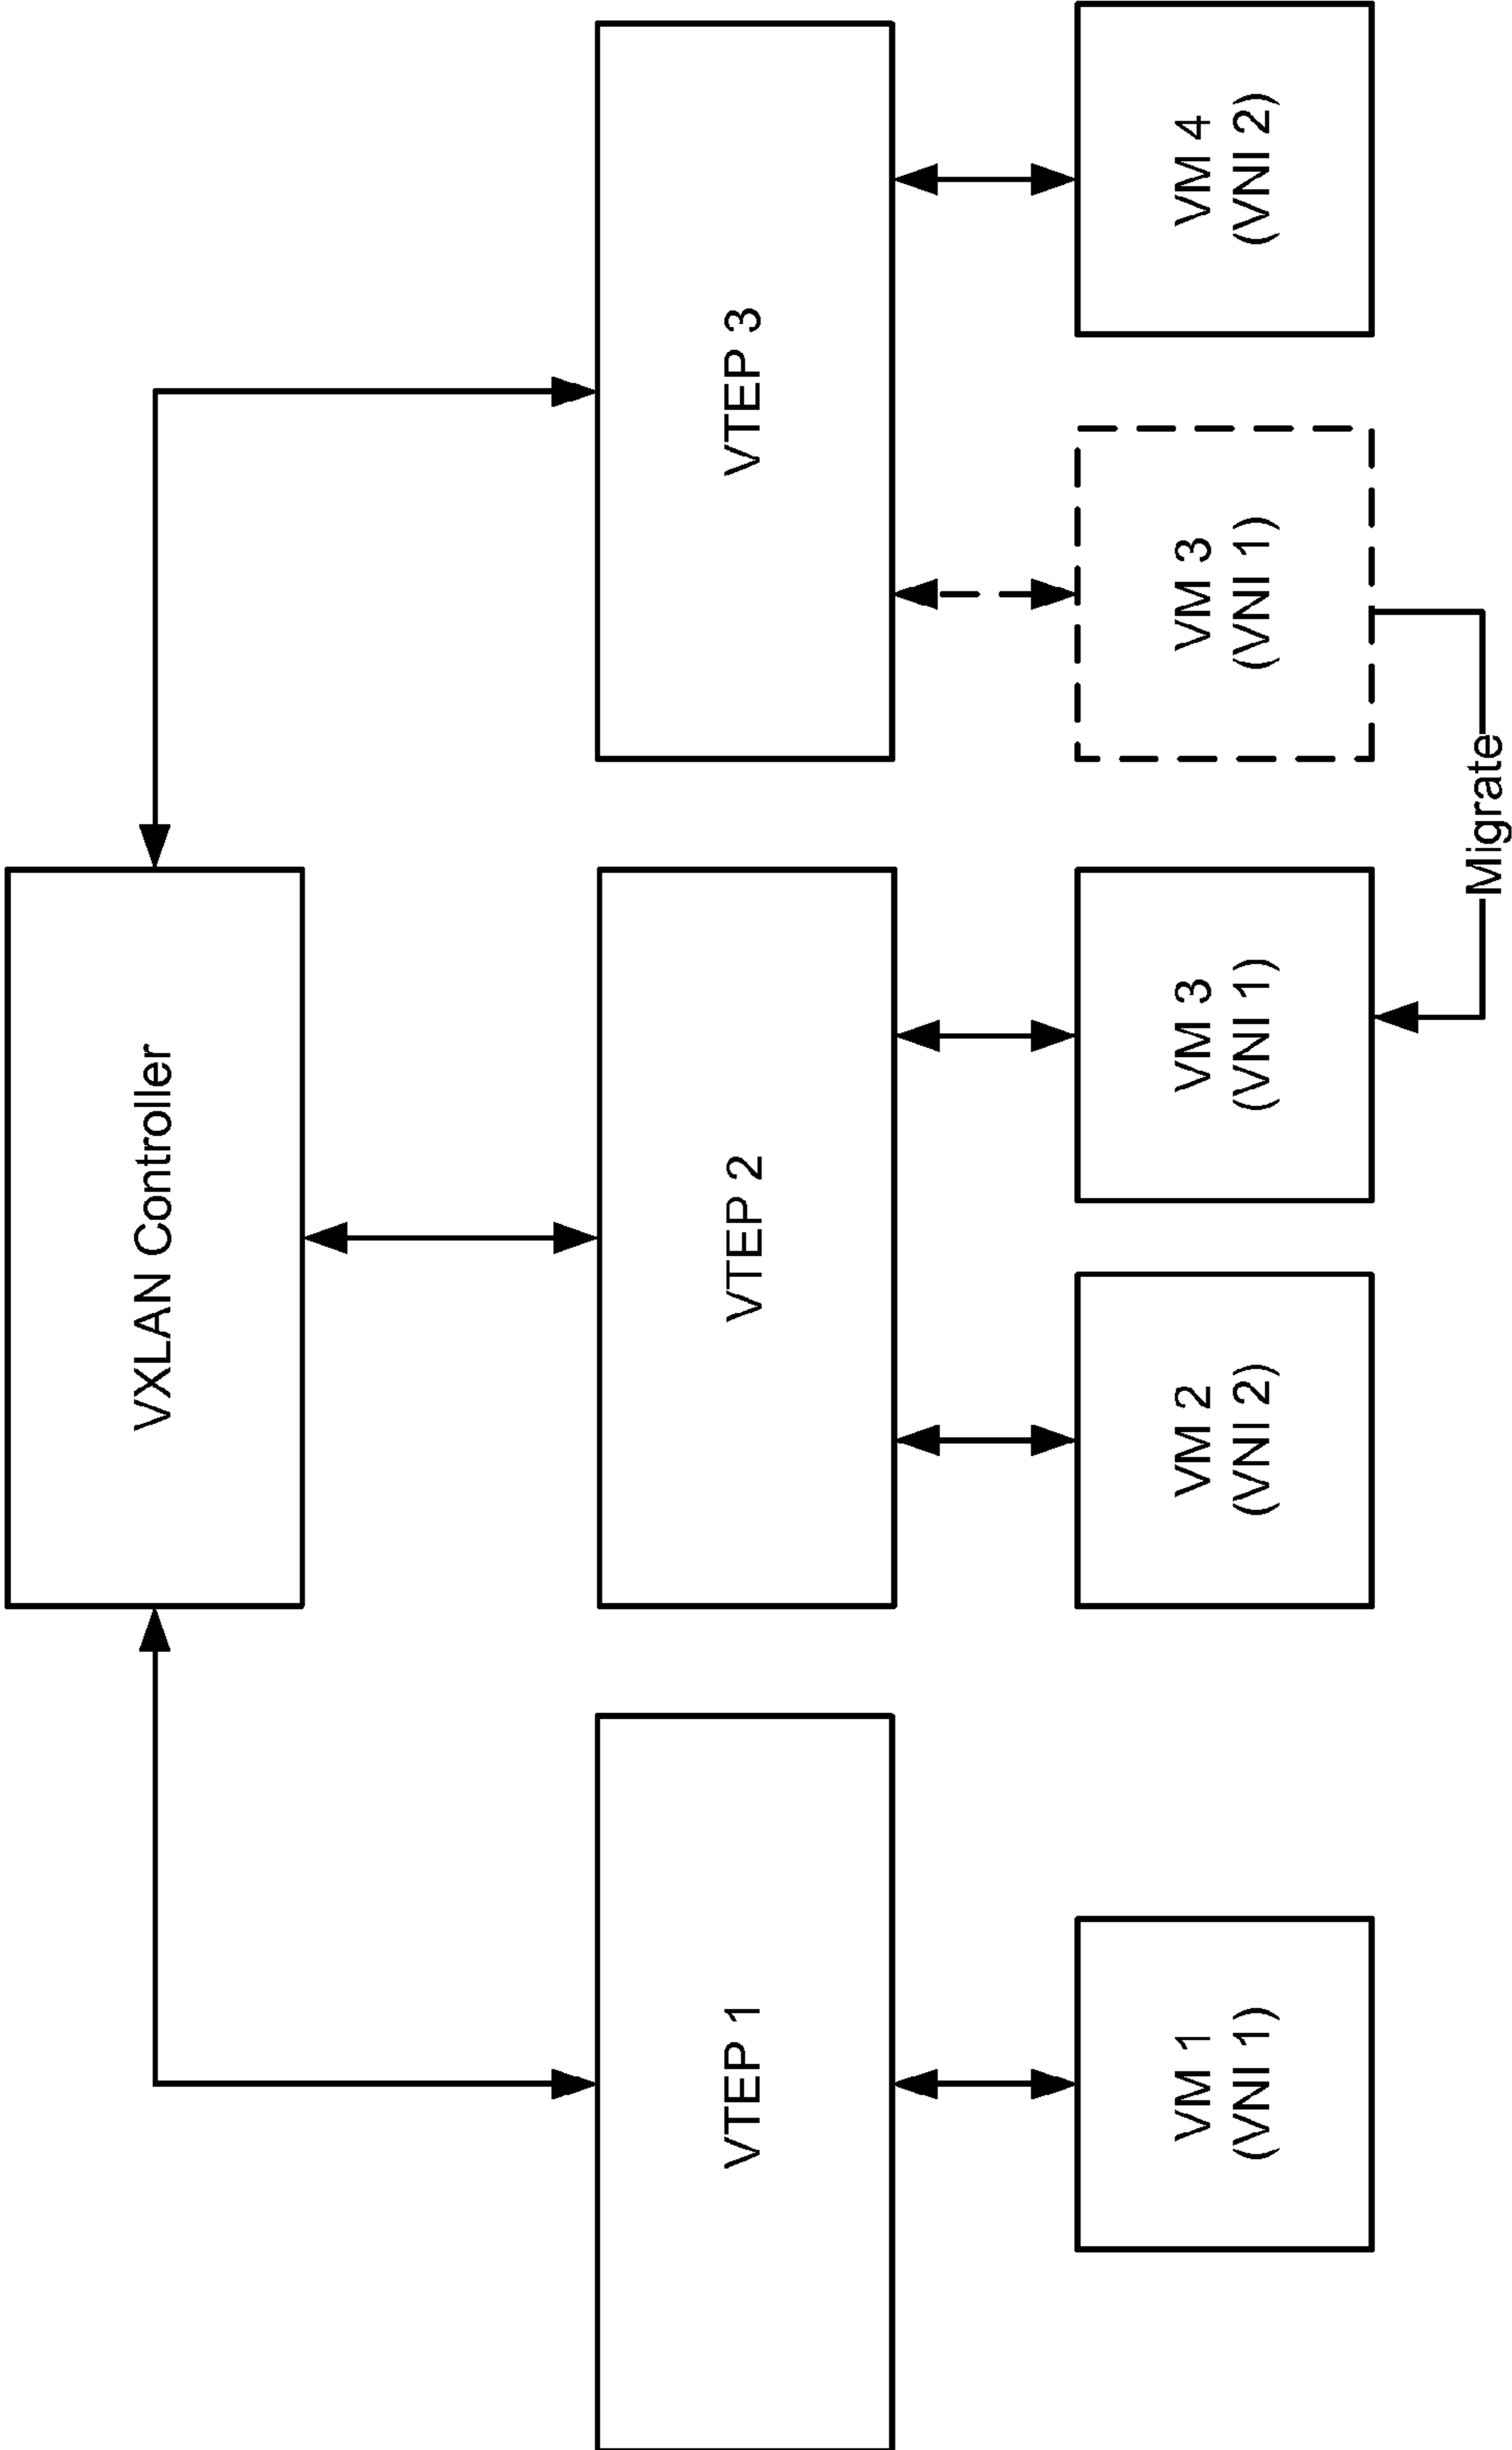 VXLAN Controller
VTEP 1
VTEP 2
VTEP 3
VM 1
(VNI 1)
VM 2
(VNI 2)
VM 3
(VNI 1)
VM 3
(VNI 1)
VM 4
(VNI 2)
Migrate